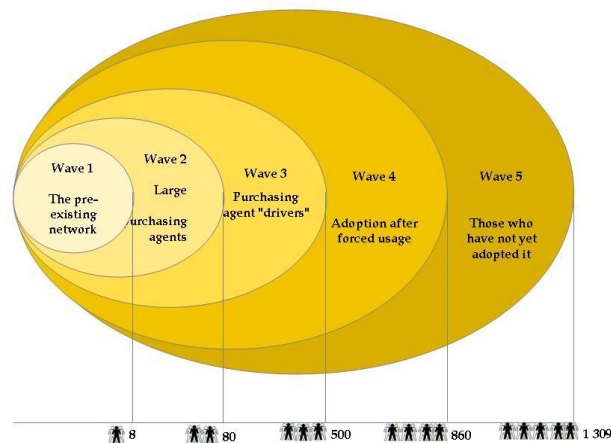 Wave 1
The pre-
existing
network
Wave 2
Large
urchasing
agents
Wave 3
Purchasing
agent "drivers"
Wave 4
Adoption after
forced usage
Wave 5
Those who
have not yet
adopted it
8
80
500
860
1 309